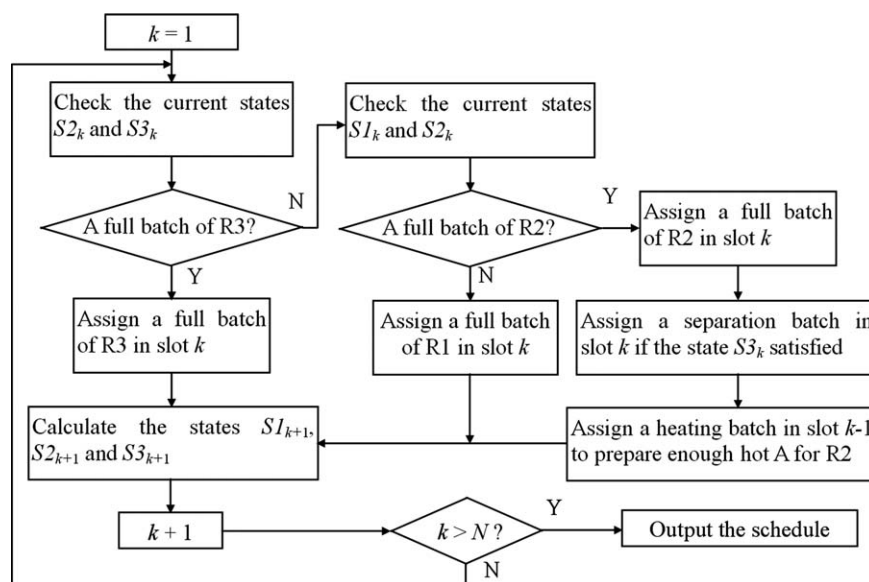 k = 1
Check the current states
S2k and S3k
Check the current states
S1k and S2k
A full batch of R3?
N
A full batch of R2?
Y
Assign a full batch
of R2 in slot k
Y
N
Assign a full batch
of R3 in slot k
Assign a full batch
of R1 in slot k
Assign a separation batch in
slot k if the state S3k satisfied
Calculate the states S1k+1,
S2k+1 and S3k+1
Assign a heating batch in slot k-1
to prepare enough hot A for R2
k + 1
k > N ?
Y
Output the schedule
N